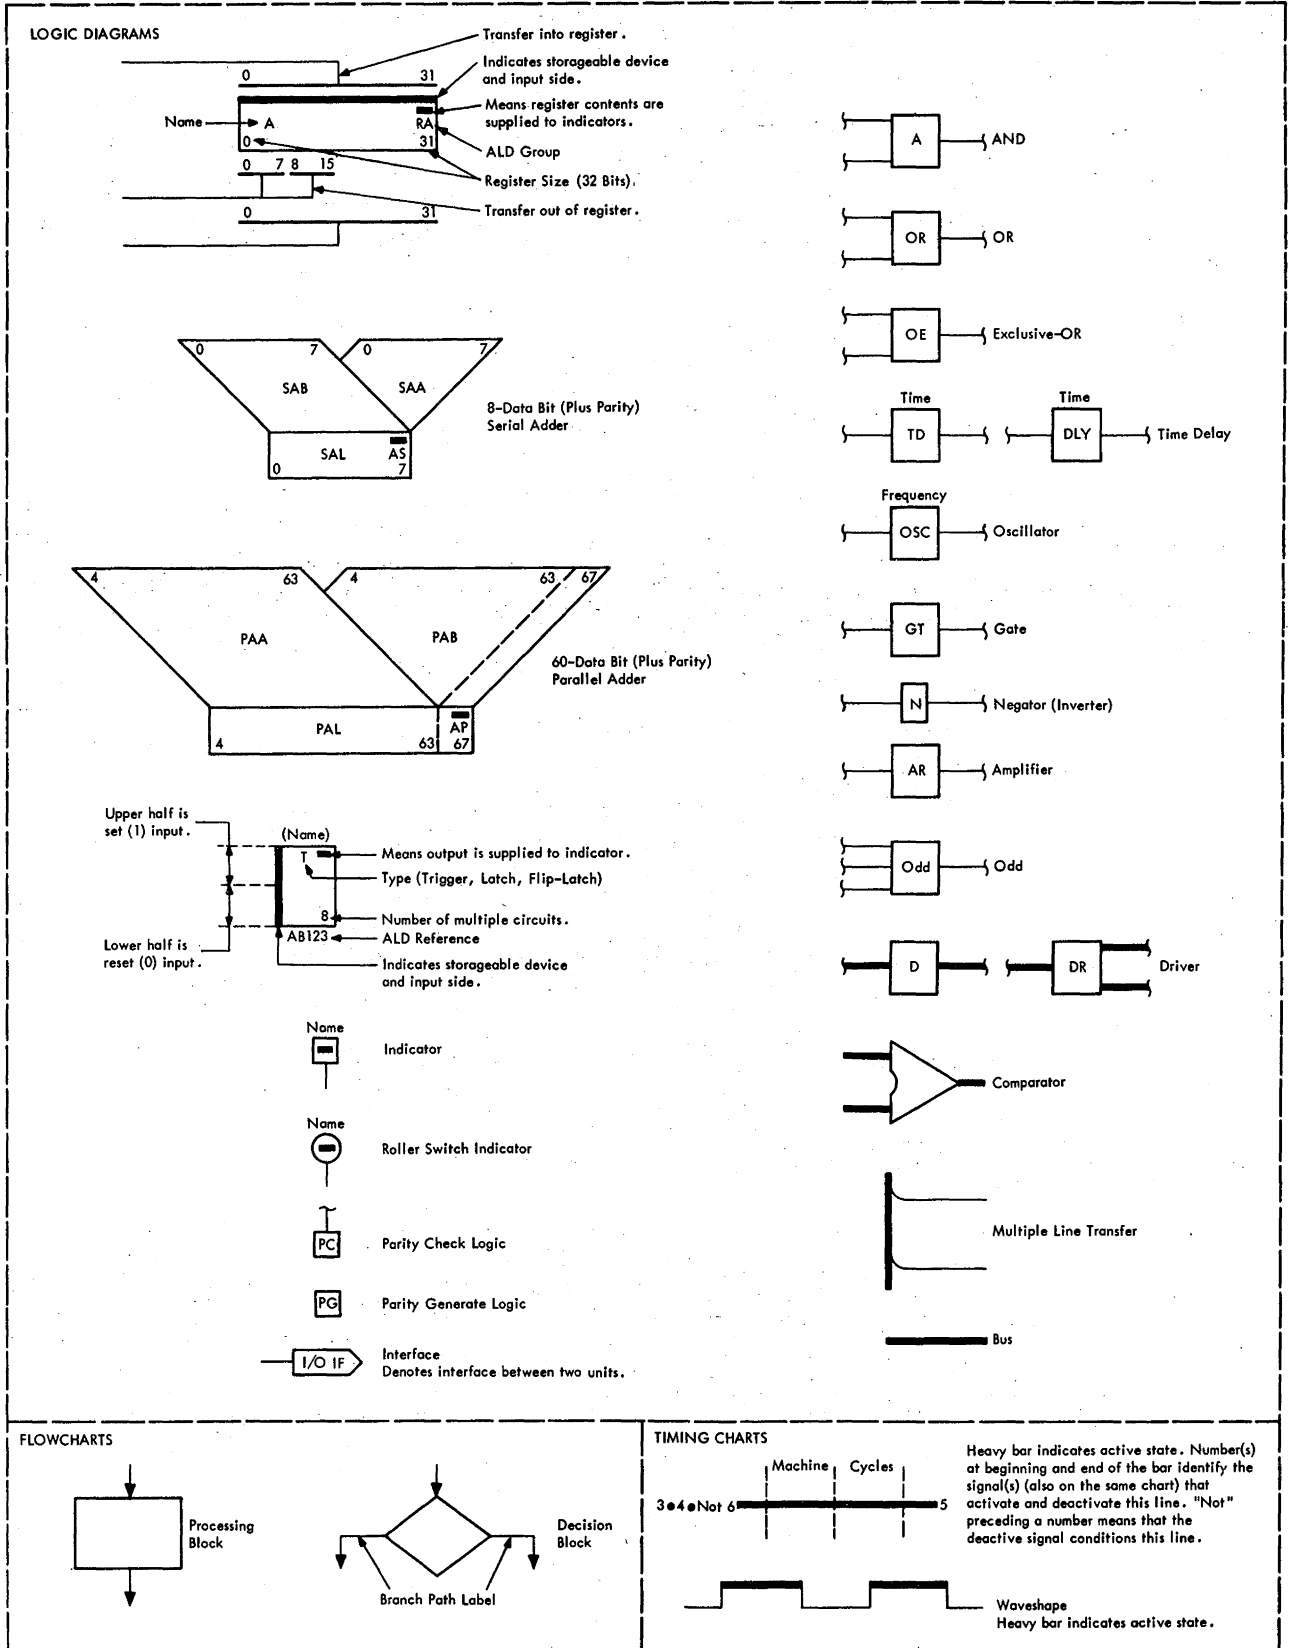 LOGIC DIAGRAMS
Transfer into register.
0 31
Indicates storageable device
and input side.
Means register contents are
supplied to indicators.
Name A RA
0 31
ALD Group
0 7 8 15
Register Size (32 Bits).
Transfer out of register.
0 31
0 7 0 7
SAB SAA
8-Data Bit (Plus Parity)
Serial Adder
SAL AS
0 7
4 63 4 63 67
PAA PAB
60-Data Bit (Plus Parity)
Parallel Adder
PAL AP
4 63 67
Upper half is
set (1) input.
(Name)
T
Means output is supplied to indicator.
Type (Trigger, Latch, Flip-Latch)
8
Number of multiple circuits.
AB123
ALD Reference
Lower half is
reset (0) input.
Indicates storageable device
and input side.
Name
Indicator
Name
Roller Switch Indicator
PC Parity Check Logic
PG Parity Generate Logic
I/O IF
Interface
Denotes interface between two units.
A AND
OR OR
OE Exclusive-OR
Time Time
TD DLY Time Delay
Frequency
OSC Oscillator
GT Gate
N Negator (Inverter)
AR Amplifier
Odd Odd
D DR Driver
Comparator
Multiple Line Transfer
Bus
FLOWCHARTS
Processing
Block
Decision
Block
Branch Path Label
TIMING CHARTS
Machine Cycles
3●4●Not 6 5
Heavy bar indicates active state. Number(s)
at beginning and end of the bar identify the
signal(s) (also on the same chart) that
activate and deactivate this line. "Not"
preceding a number means that the
deactive signal conditions this line.
Waveshape
Heavy bar indicates active state.